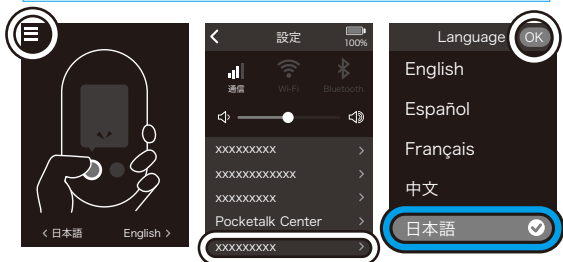 < 日本語 English >
< 設定 100%
通信 Wi-Fi Bluetooth
xxxxxxxxx >
xxxxxxxxxxxx >
xxxxxxxxx >
Pocketalk Center >
xxxxxxxxx >
Language OK
English
Español
Français
中文
日本語